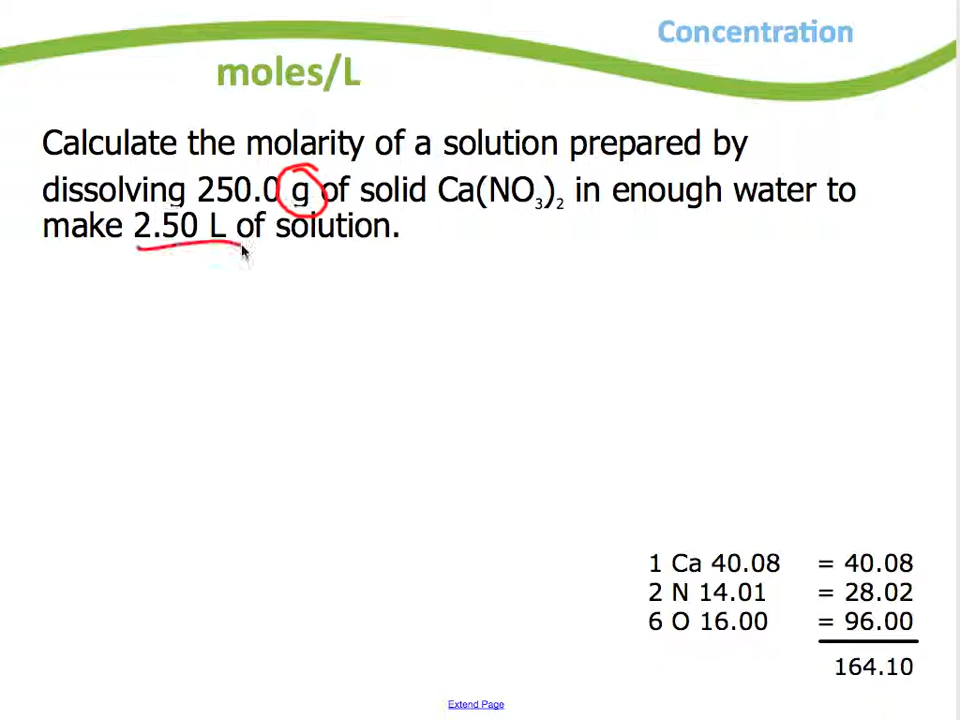 Concentration
moles/L
Calculate the molarity of a solution prepared by
dissolving 250.0 g of solid Ca(NO₃)₂ in enough water to
make 2.50 L of solution.
1 Ca 40.08 = 40.08
2 N 14.01 = 28.02
6 O 16.00 = 96.00
164.10
Extend Page